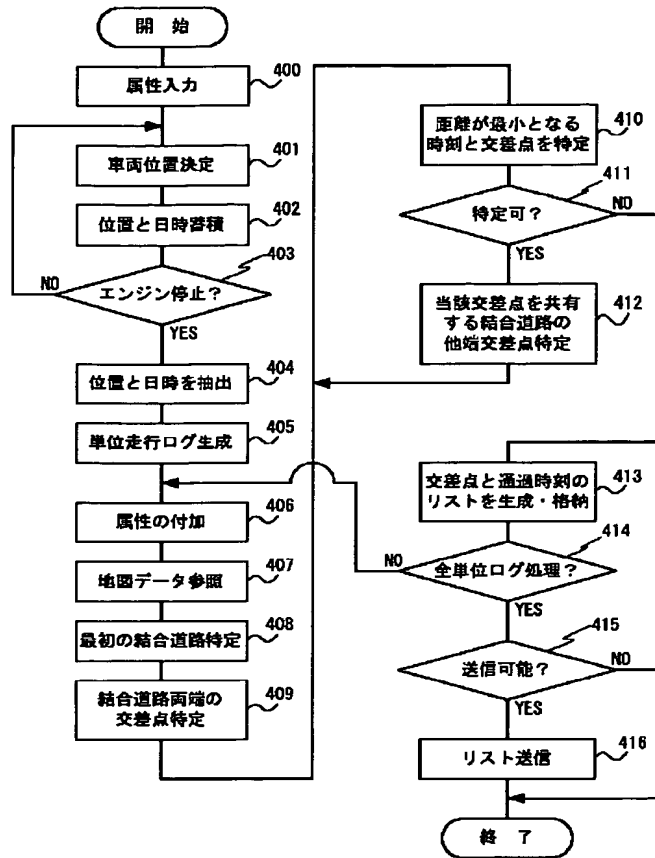 開 始
400
属性入力
401
車両位置決定
402
位置と日時蓄積
403
NO
エンジン停止?
YES
404
位置と日時を抽出
405
単位走行ログ生成
406
属性の付加
407
地図データ参照
408
最初の結合道路特定
409
結合道路両端の
交差点特定
410
距離が最小となる
時刻と交差点を特定
411
NO
特定可?
YES
412
当該交差点を共有
する結合道路の
他端交差点特定
413
交差点と通過時刻の
リストを生成・格納
414
NO
全単位ログ処理?
YES
415
NO
送信可能?
YES
416
リスト送信
終 了